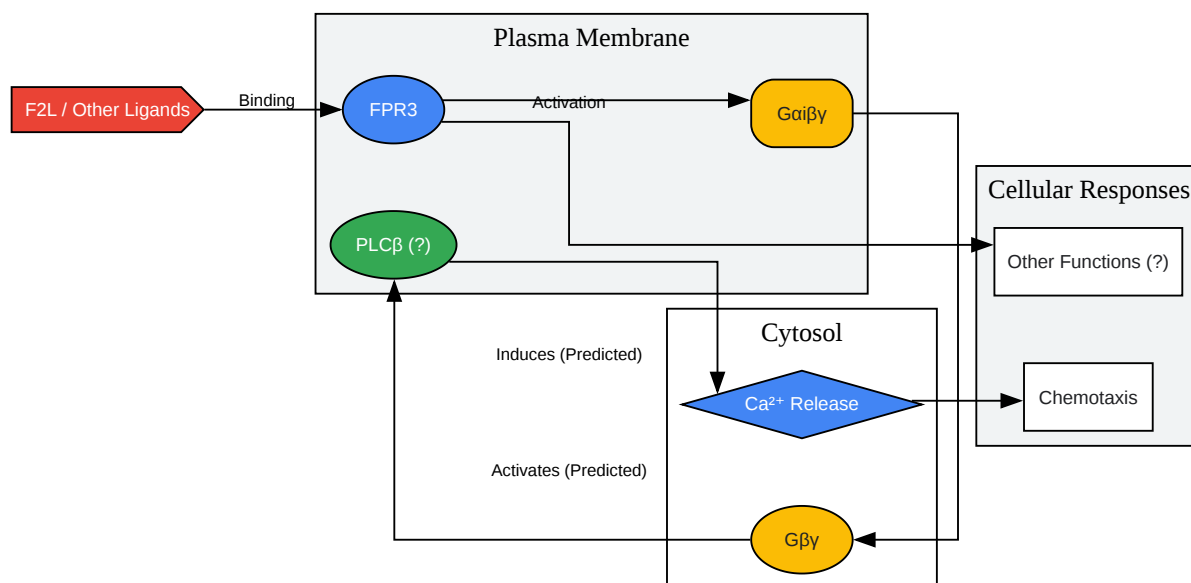 Plasma Membrane
F2L / Other Ligands
Binding
FPR3
Activation
Gαiβγ
Cellular Responses
PLCβ (?)
Other Functions (?)
Cytosol
Induces (Predicted)
Ca²⁺ Release
Chemotaxis
Activates (Predicted)
Gβγ